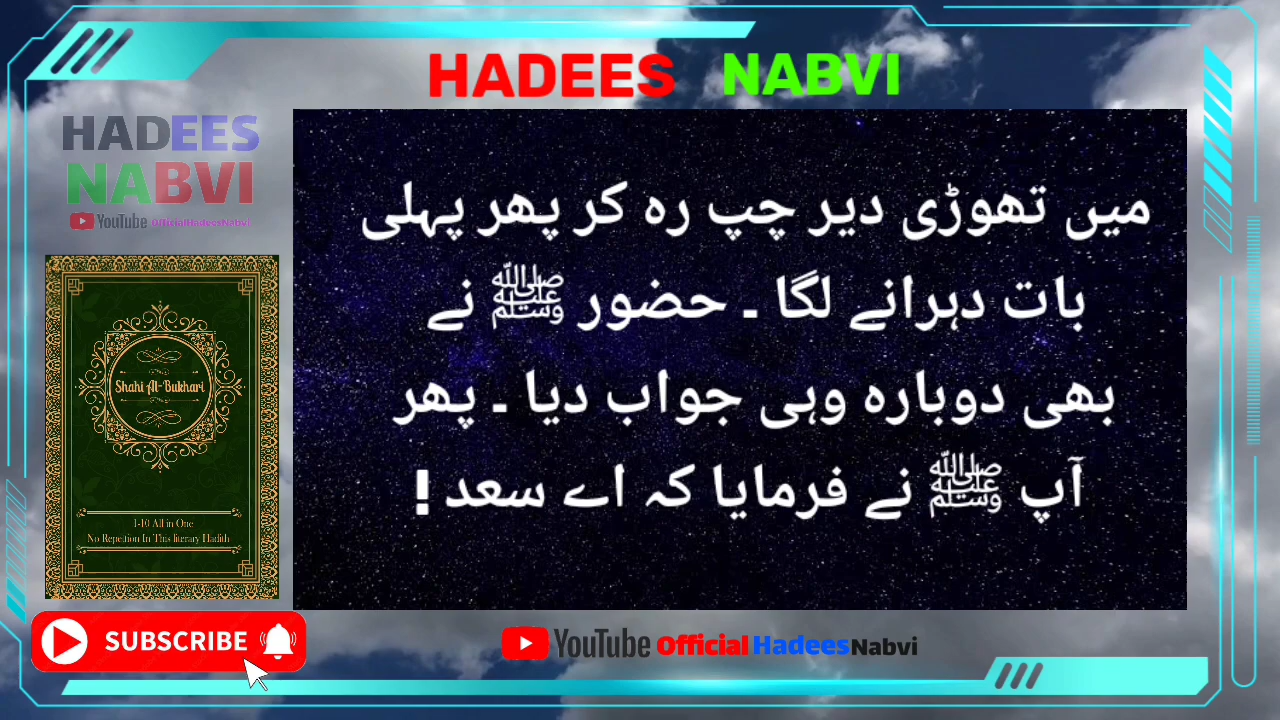 HADEES NABVI
HADEES
NABVI
YouTube OfficialHadeesNabvi
میں تھوڑی دیر چپ رہ کر پھر پہلی
بات دہرانے لگا ۔ حضور ﷺ نے
بھی دوبارہ وہی جواب دیا ۔ پھر
آپ ﷺ نے فرمایا کہ اے سعد !
Shahi Al-Bukhari
1-10 All in One
No Repetion In This literary Hadith
SUBSCRIBE
YouTube Official HadeesNabvi